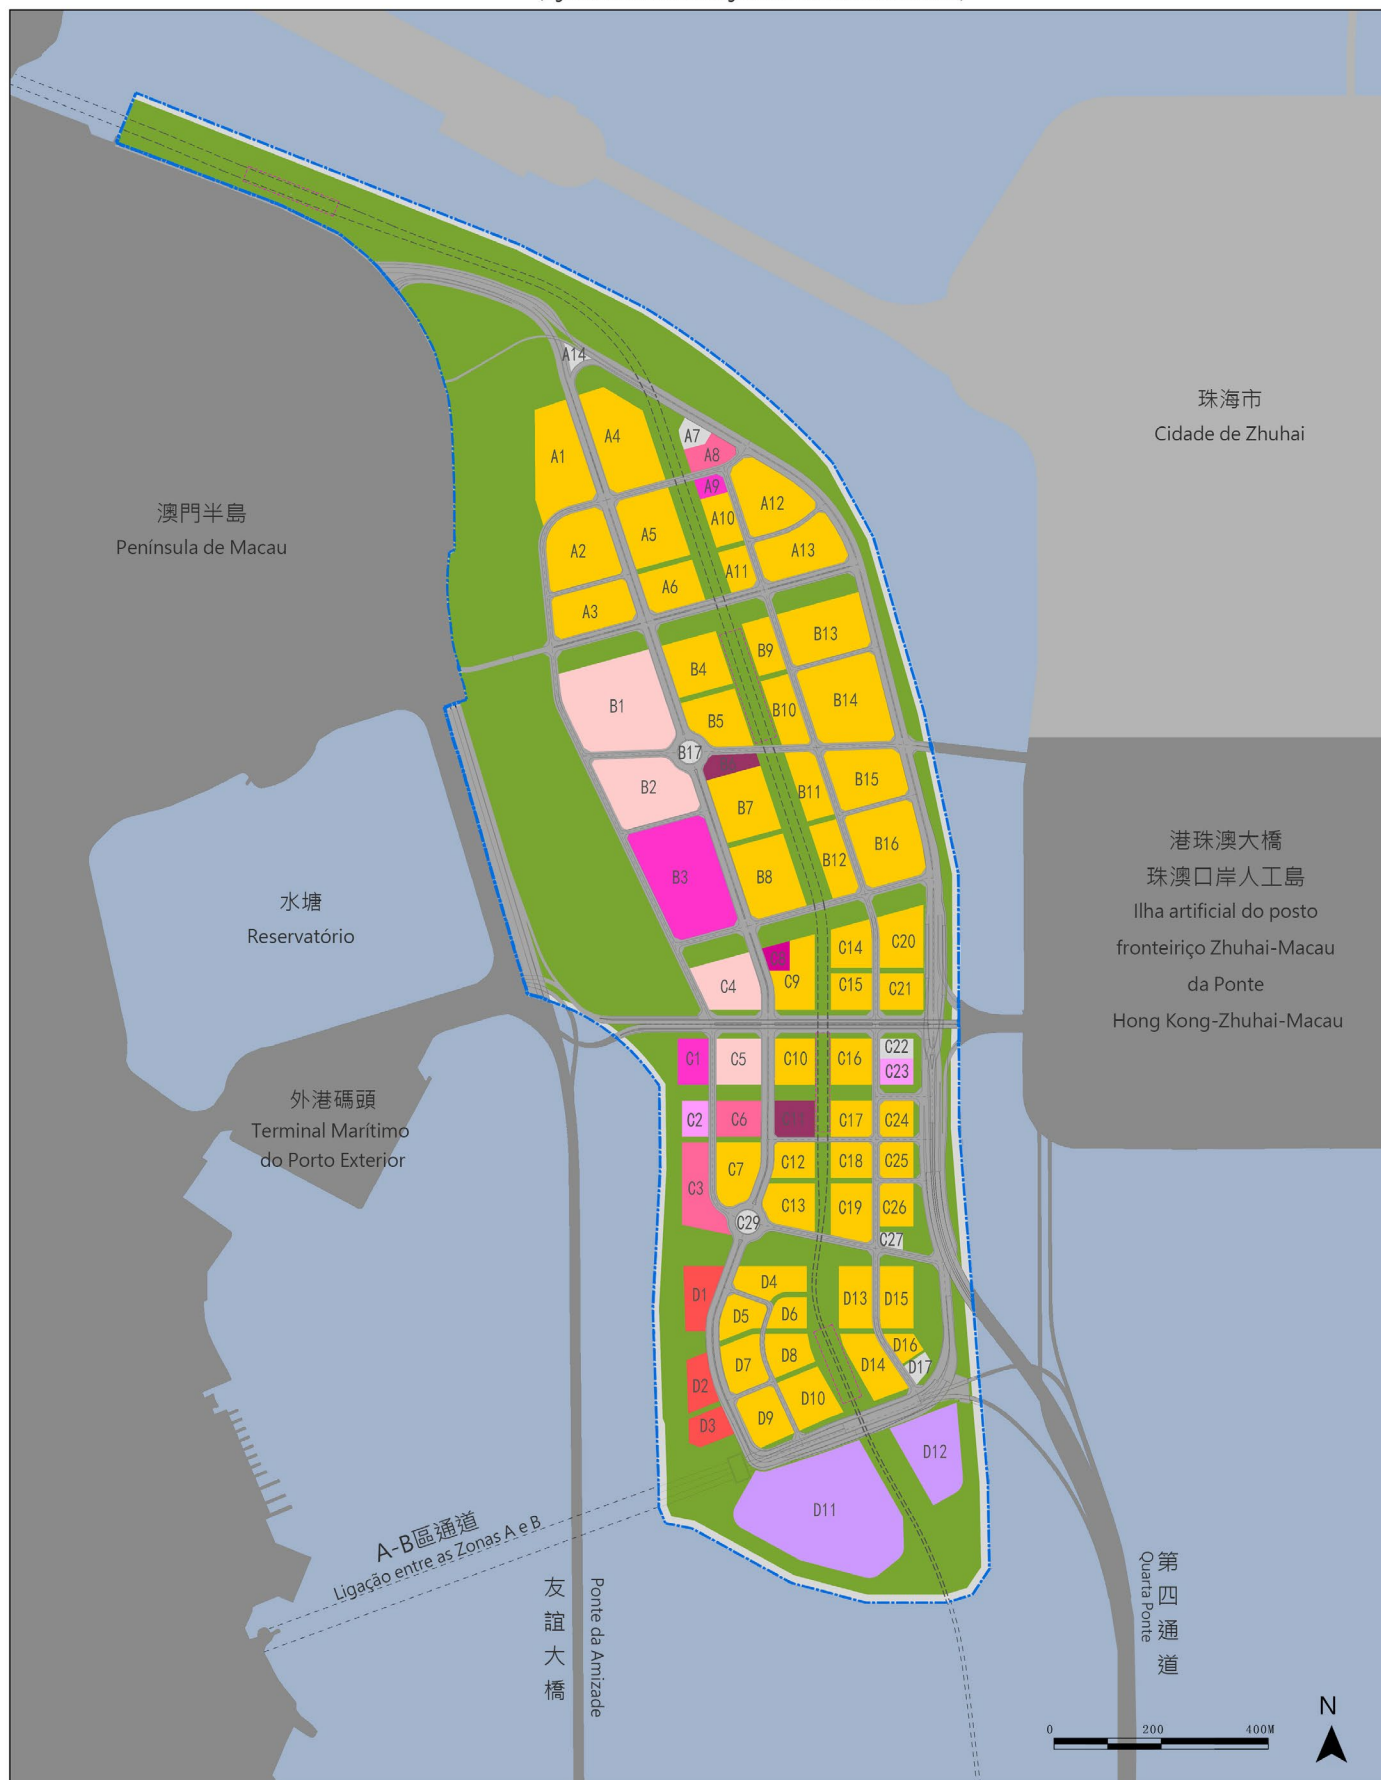 A14
珠海市
Cidade de Zhuhai
A7
A4
A8
A1
A9
A12
澳門半島
Península de Macau
A10
A5
A2
A13
A11
A6
A3
B13
B9
B4
B14
B1
B10
B5
B17
B15
B2
B11
B7
港珠澳大橋
珠澳口岸人工島
Ilha artificial do posto
fronteiriço Zhuhai-Macau
da Ponte
Hong Kong-Zhuhai-Macau
B16
B12
B3
B8
水塘
Reservatório
C20
C14
C9
C15
C4
C21
C22
C1
C5
C10
C16
C23
外港碼頭
Terminal Marítimo
do Porto Exterior
C2
C6
C17
C24
C7
C12
C18
C25
C3
C13
C19
C26
C29
C27
D4
D1
D13
D15
D5
D6
D16
D7
D8
D14
D17
D2
D10
D9
D3
D12
D11
A-B區通道
Ligação entre as Zonas A e B
友誼大橋
Ponte da Amizade
第四通道
Quarta Ponte
N
0 200 400M